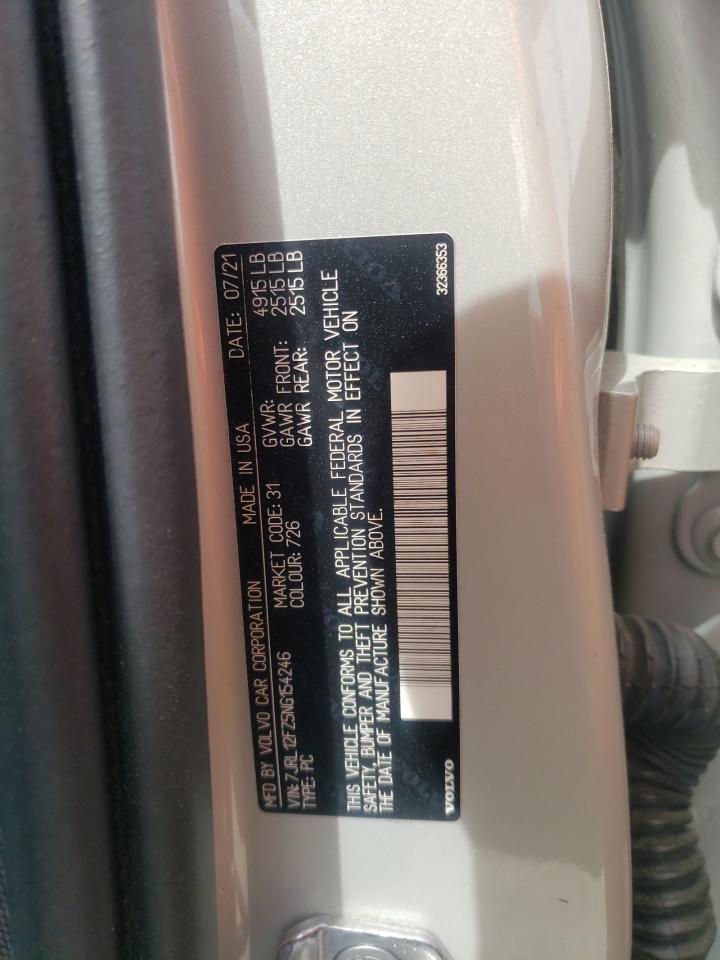 MFD BY VOLVO CAR CORPORATION MADE IN USA DATE: 07/21
VIN: 7JRL12FZ5NG154246 MARKET CODE: 31 GVWR: 4915 LB
TYPE: PC COLOUR: 726 GAWR FRONT: 2515 LB
GAWR REAR: 2515 LB
THIS VEHICLE CONFORMS TO ALL APPLICABLE FEDERAL MOTOR VEHICLE
SAFETY, BUMPER AND THEFT PREVENTION STANDARDS IN EFFECT ON
THE DATE OF MANUFACTURE SHOWN ABOVE.
VOLVO 32366353